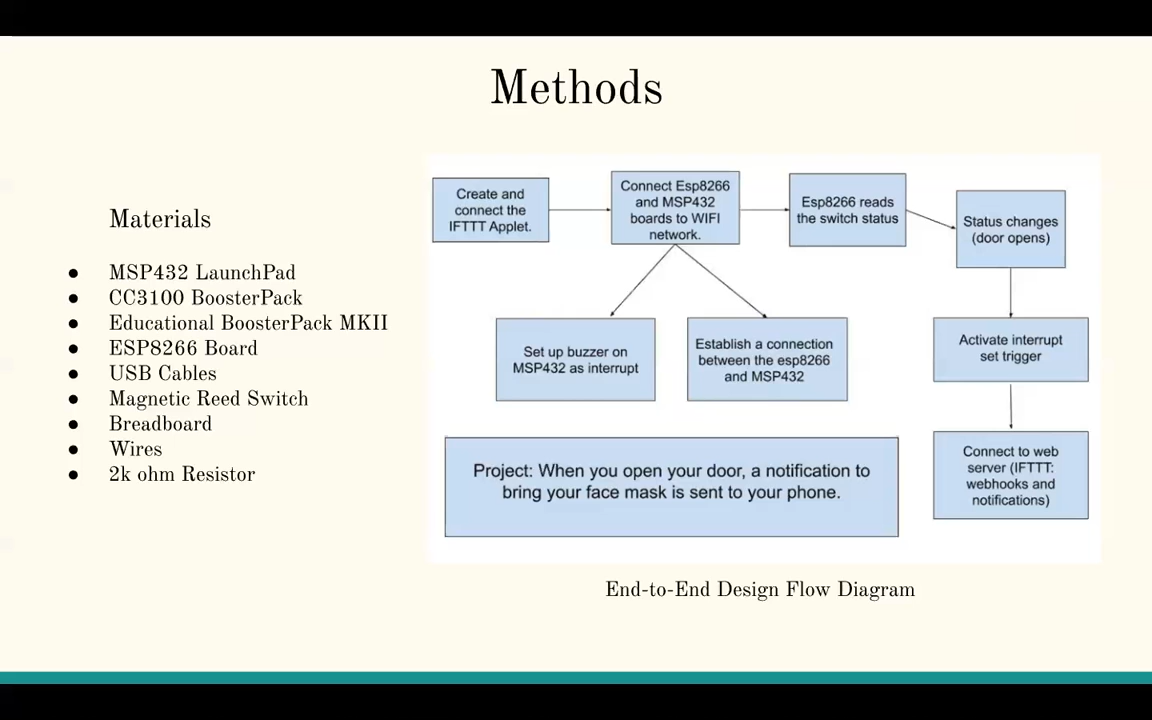 Methods
Materials
● MSP432 LaunchPad
● CC3100 BoosterPack
● Educational BoosterPack MKII
● ESP8266 Board
● USB Cables
● Magnetic Reed Switch
● Breadboard
● Wires
● 2k ohm Resistor
Create and
connect the
IFTTT Applet.
Connect Esp8266
and MSP432
boards to WIFI
network.
Esp8266 reads
the switch status
Status changes
(door opens)
Set up buzzer on
MSP432 as interrupt
Establish a connection
between the esp8266
and MSP432
Activate interrupt
set trigger
Connect to web
server (IFTTT:
webhooks and
notifications)
Project: When you open your door, a notification to
bring your face mask is sent to your phone.
End-to-End Design Flow Diagram